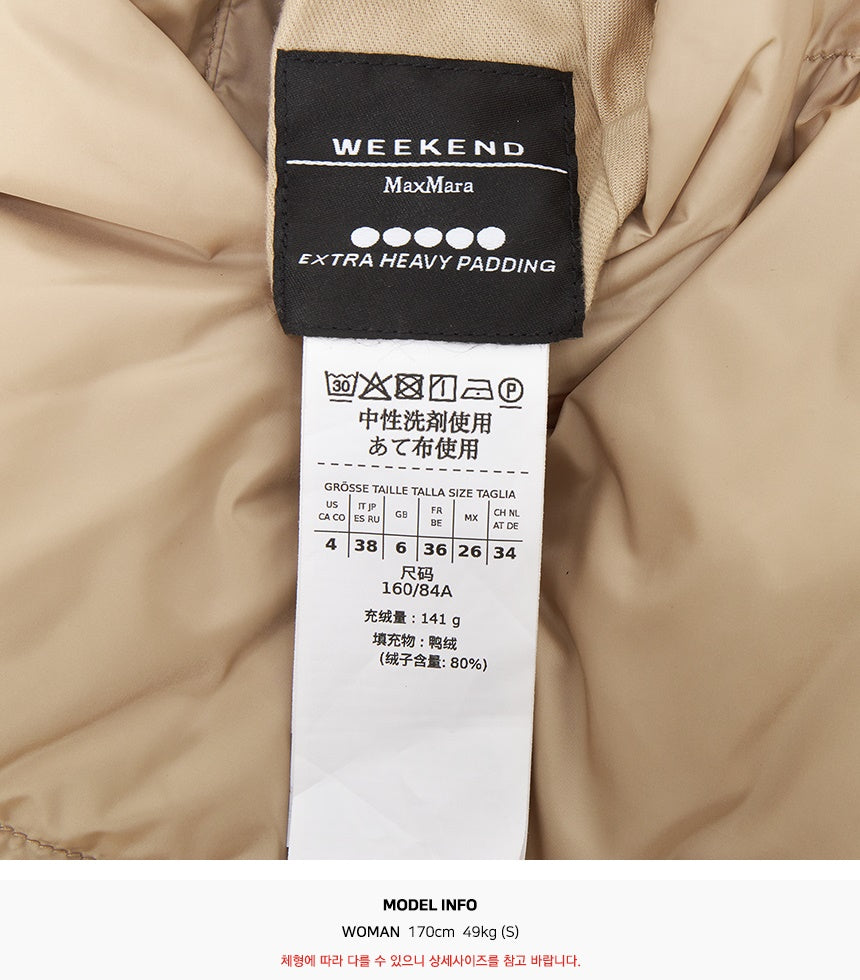 WEEKEND
MaxMara
EXTRA HEAVY PADDING
30
P
中性洗剤使用
あて布使用
GRÖSSE TAILLE TALLA SIZE TAGLIA
US CA CO IT JP ES RU GB FR BE MX CH NL AT DE
4 38 6 36 26 34
尺码
160/84A
充绒量 : 141 g
填充物 : 鸭绒
(绒子含量: 80%)
MODEL INFO
WOMAN 170cm 49kg (S)
체형에 따라 다를 수 있으니 상세사이즈를 참고 바랍니다.